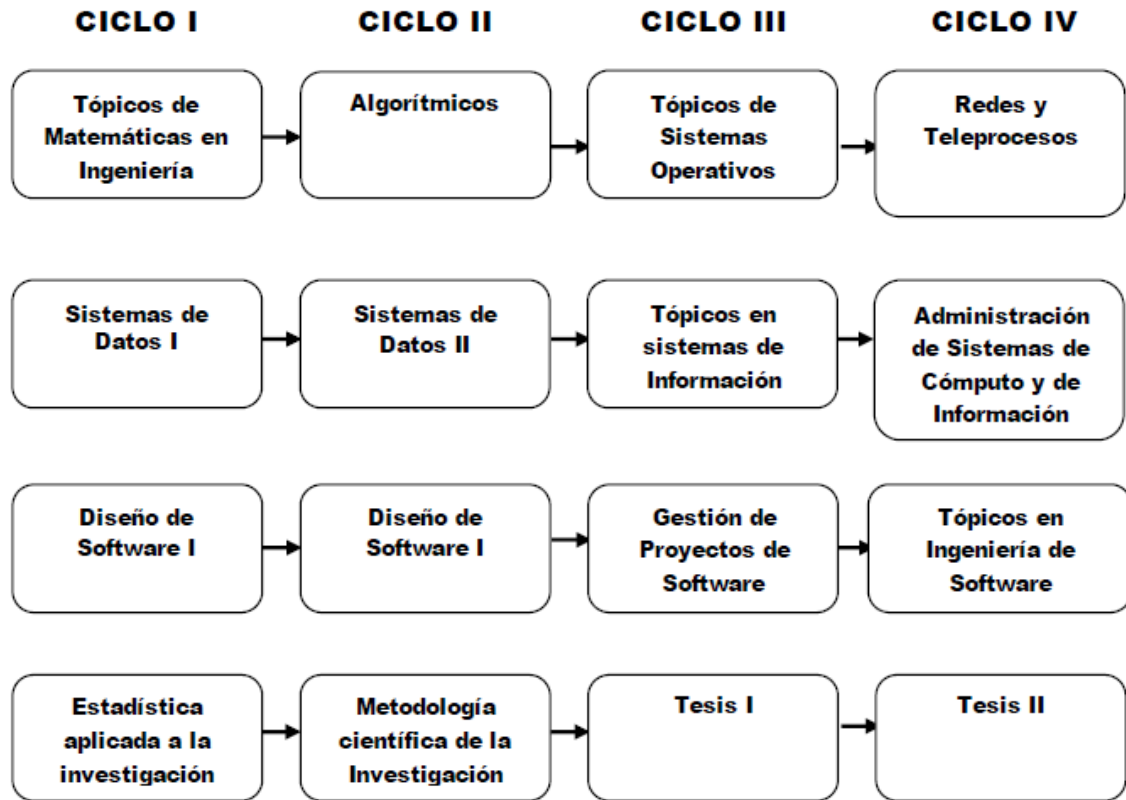 CICLO I
CICLO II
CICLO III
CICLO IV
Tópicos de
Matemáticas en
Ingeniería
Algorítmicos
Tópicos de
Sistemas
Operativos
Redes y
Teleprocesos
Sistemas de
Datos I
Sistemas de
Datos II
Tópicos en
sistemas de
Información
Administración
de Sistemas de
Cómputo y de
Información
Diseño de
Software I
Diseño de
Software I
Gestión de
Proyectos de
Software
Tópicos en
Ingeniería de
Software
Estadística
aplicada a la
investigación
Metodología
científica de la
Investigación
Tesis I
Tesis II